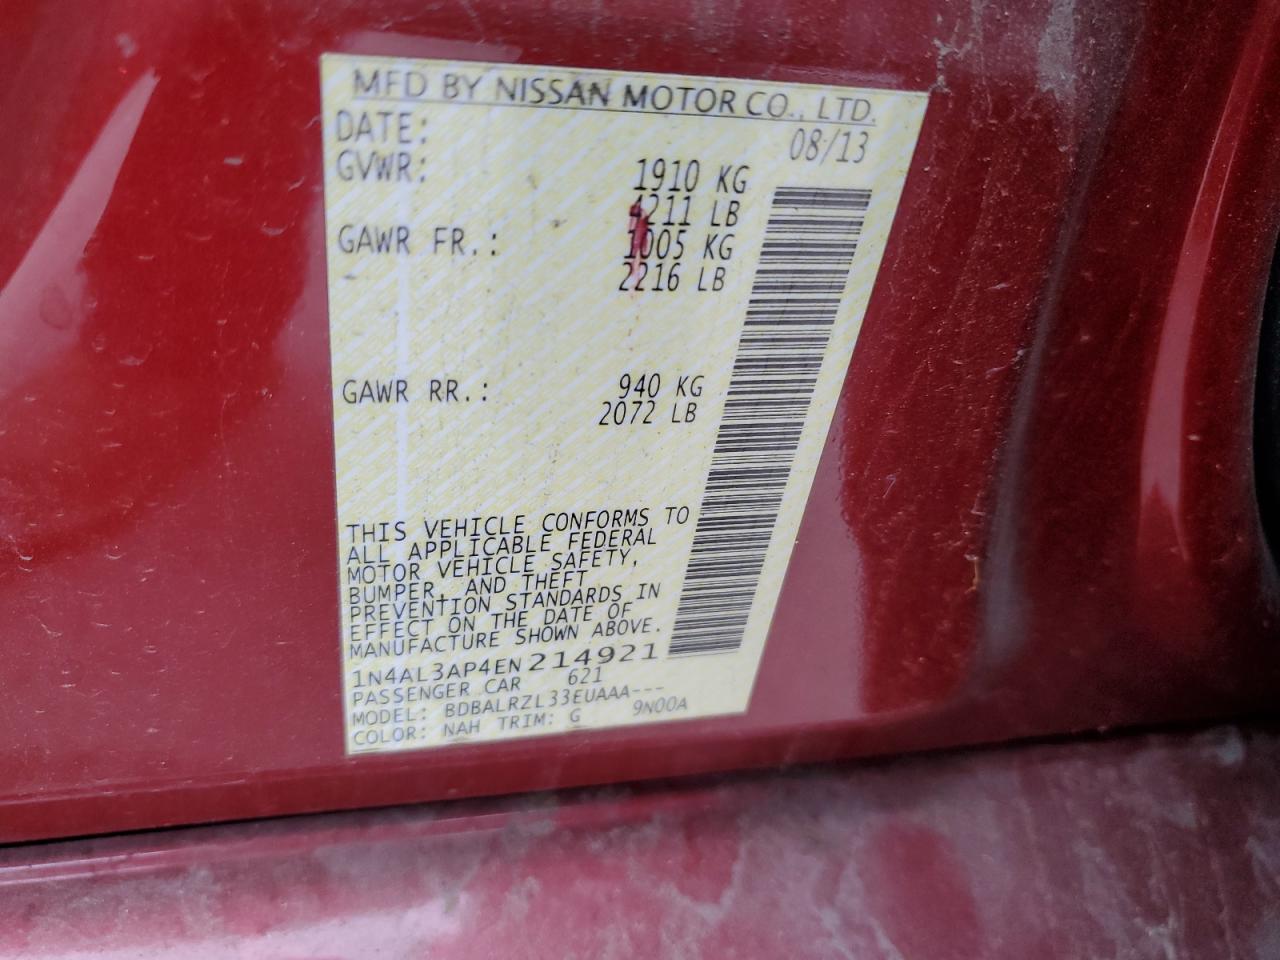 MFD BY NISSAN MOTOR CO., LTD.
DATE: 08/13
GVWR: 1910 KG
4211 LB
GAWR FR.: 1005 KG
2216 LB
GAWR RR.: 940 KG
2072 LB
THIS VEHICLE CONFORMS TO
ALL APPLICABLE FEDERAL
MOTOR VEHICLE SAFETY,
BUMPER, AND THEFT
PREVENTION STANDARDS IN
EFFECT ON THE DATE OF
MANUFACTURE SHOWN ABOVE.
1N4AL3AP4EN214921
PASSENGER CAR 621
MODEL: BDBALRZL33EUAAA---
COLOR: NAH TRIM: G 9N00A